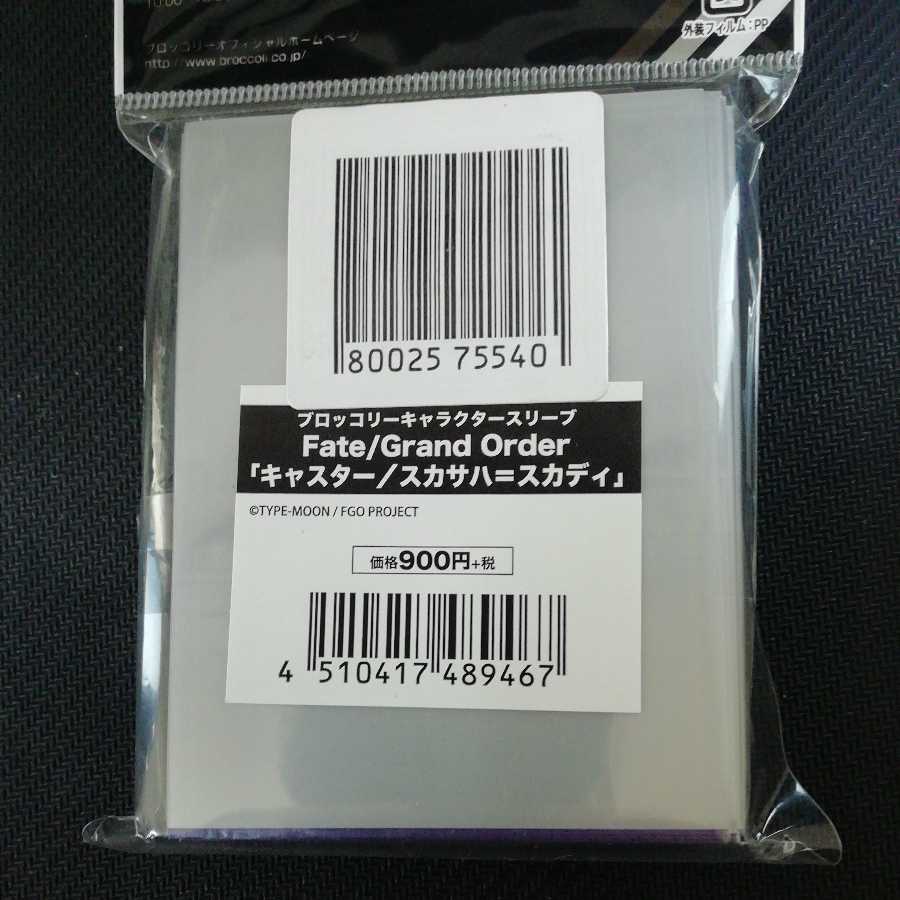 ブロッコリーオフィシャルホームページ
http://www.broccoli.co.jp/
外装フィルム:PP
80025 75540
ブロッコリーキャラクタースリーブ
Fate/Grand Order
「キャスター/スカサハ=スカディ」
©TYPE-MOON / FGO PROJECT
価格900円+税
4 510417 489467